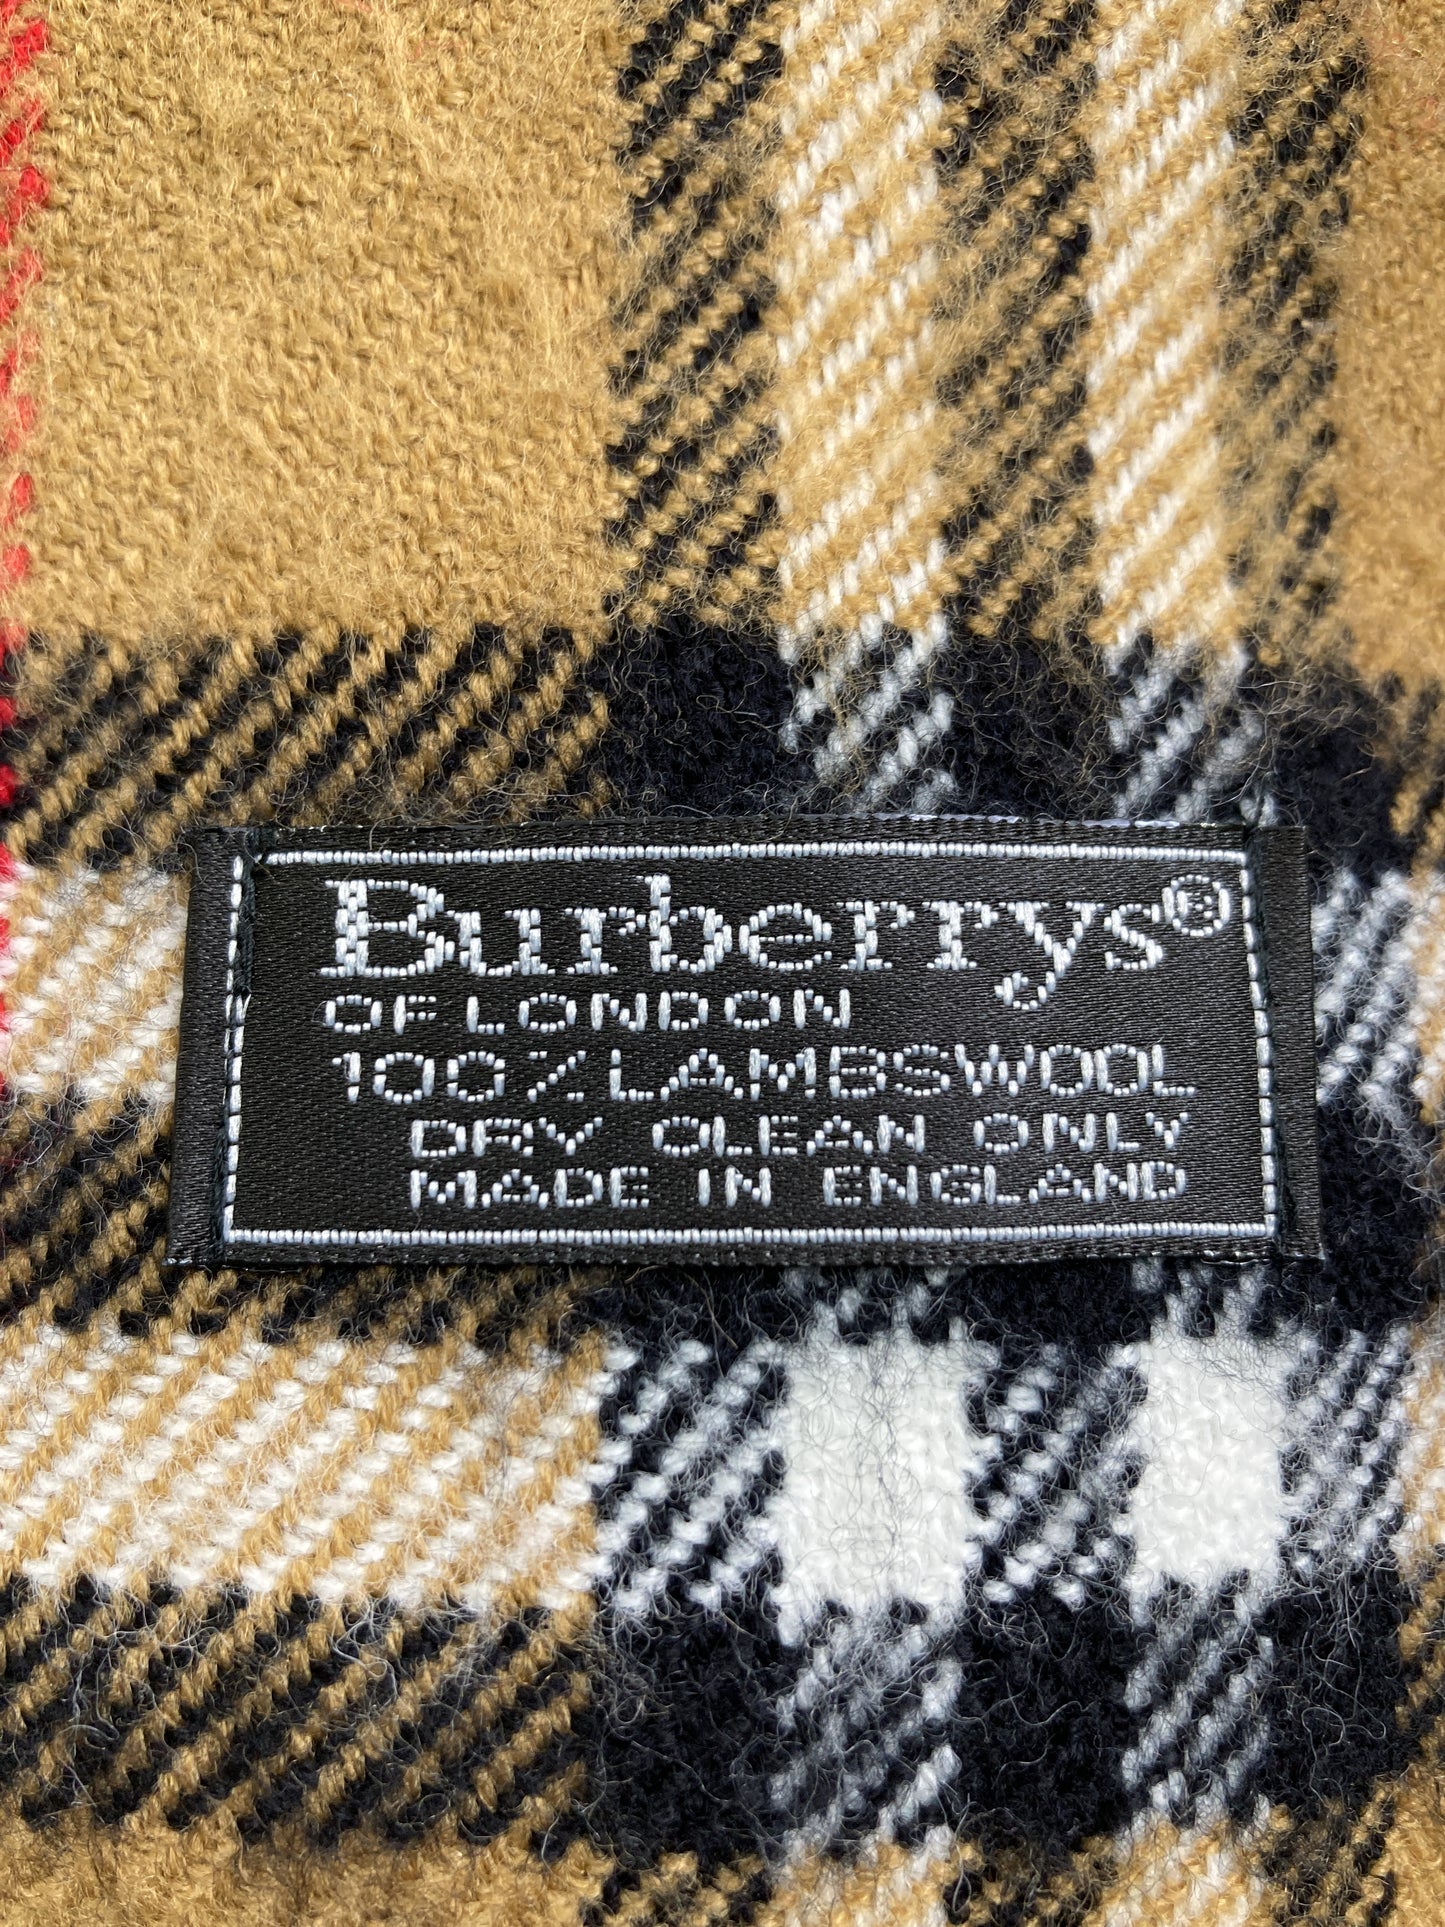 Burberrys®
OF LONDON
100% LAMBSWOOL
DRY CLEAN ONLY
MADE IN ENGLAND